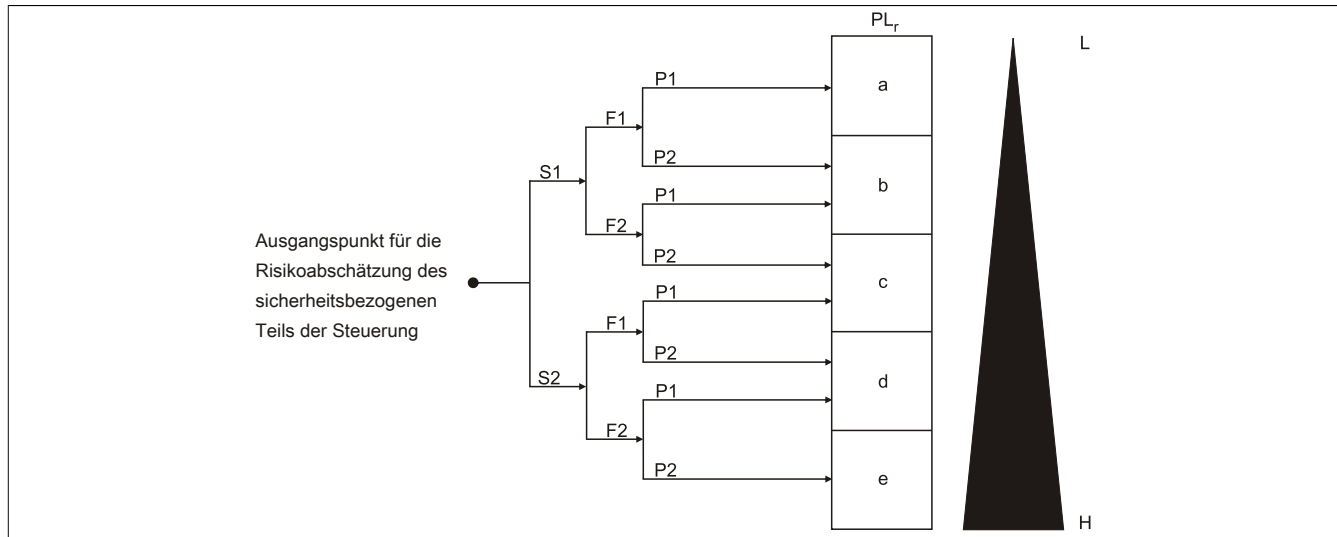 PLr
L
P1
a
F1
P2
S1
b
P1
F2
P2
Ausgangspunkt für die
Risikoabschätzung des
sicherheitsbezogenen
Teils der Steuerung
c
P1
F1
P2
S2
d
P1
F2
P2
e
H